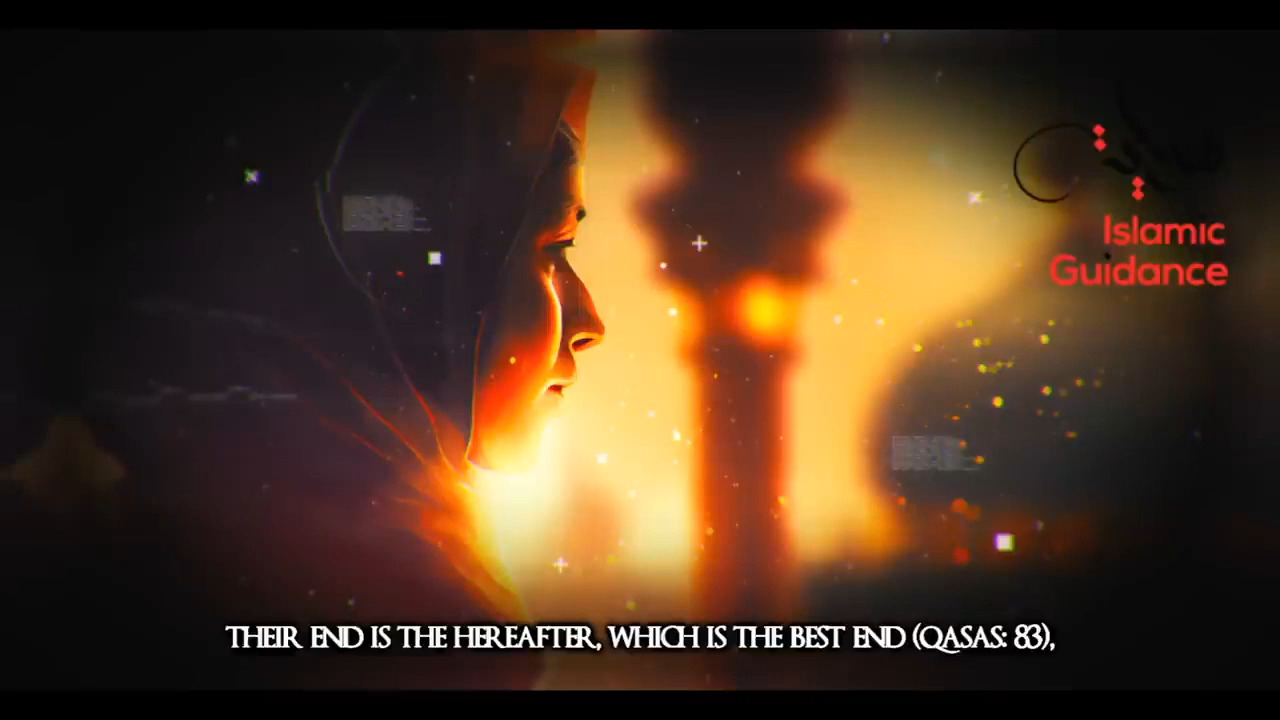 Islamic
Guidance
THEIR END IS THE HEREAFTER, WHICH IS THE BEST END (QASAS: 83),